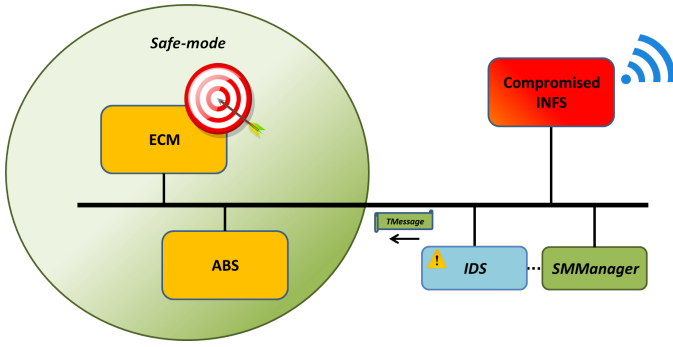 Safe-mode
Compromised
INFS
ECM
TMessage
ABS
!
IDS
SMManager